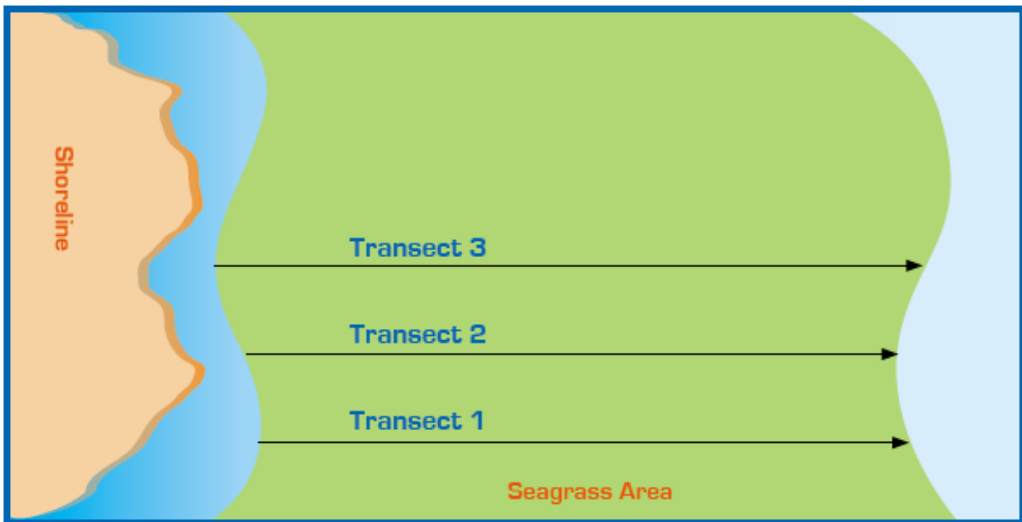 Shoreline
Transect 3
Transect 2
Transect 1
Seagrass Area